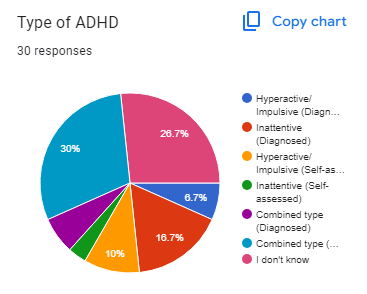 Type of ADHD
Copy chart
30 responses
26.7%
30%
6.7%
16.7%
10%
Hyperactive/
Impulsive (Diagn…
Inattentive
(Diagnosed)
Hyperactive/
Impulsive (Self-as…
Inattentive (Self-
assessed)
Combined type
(Diagnosed)
Combined type (…
I don't know